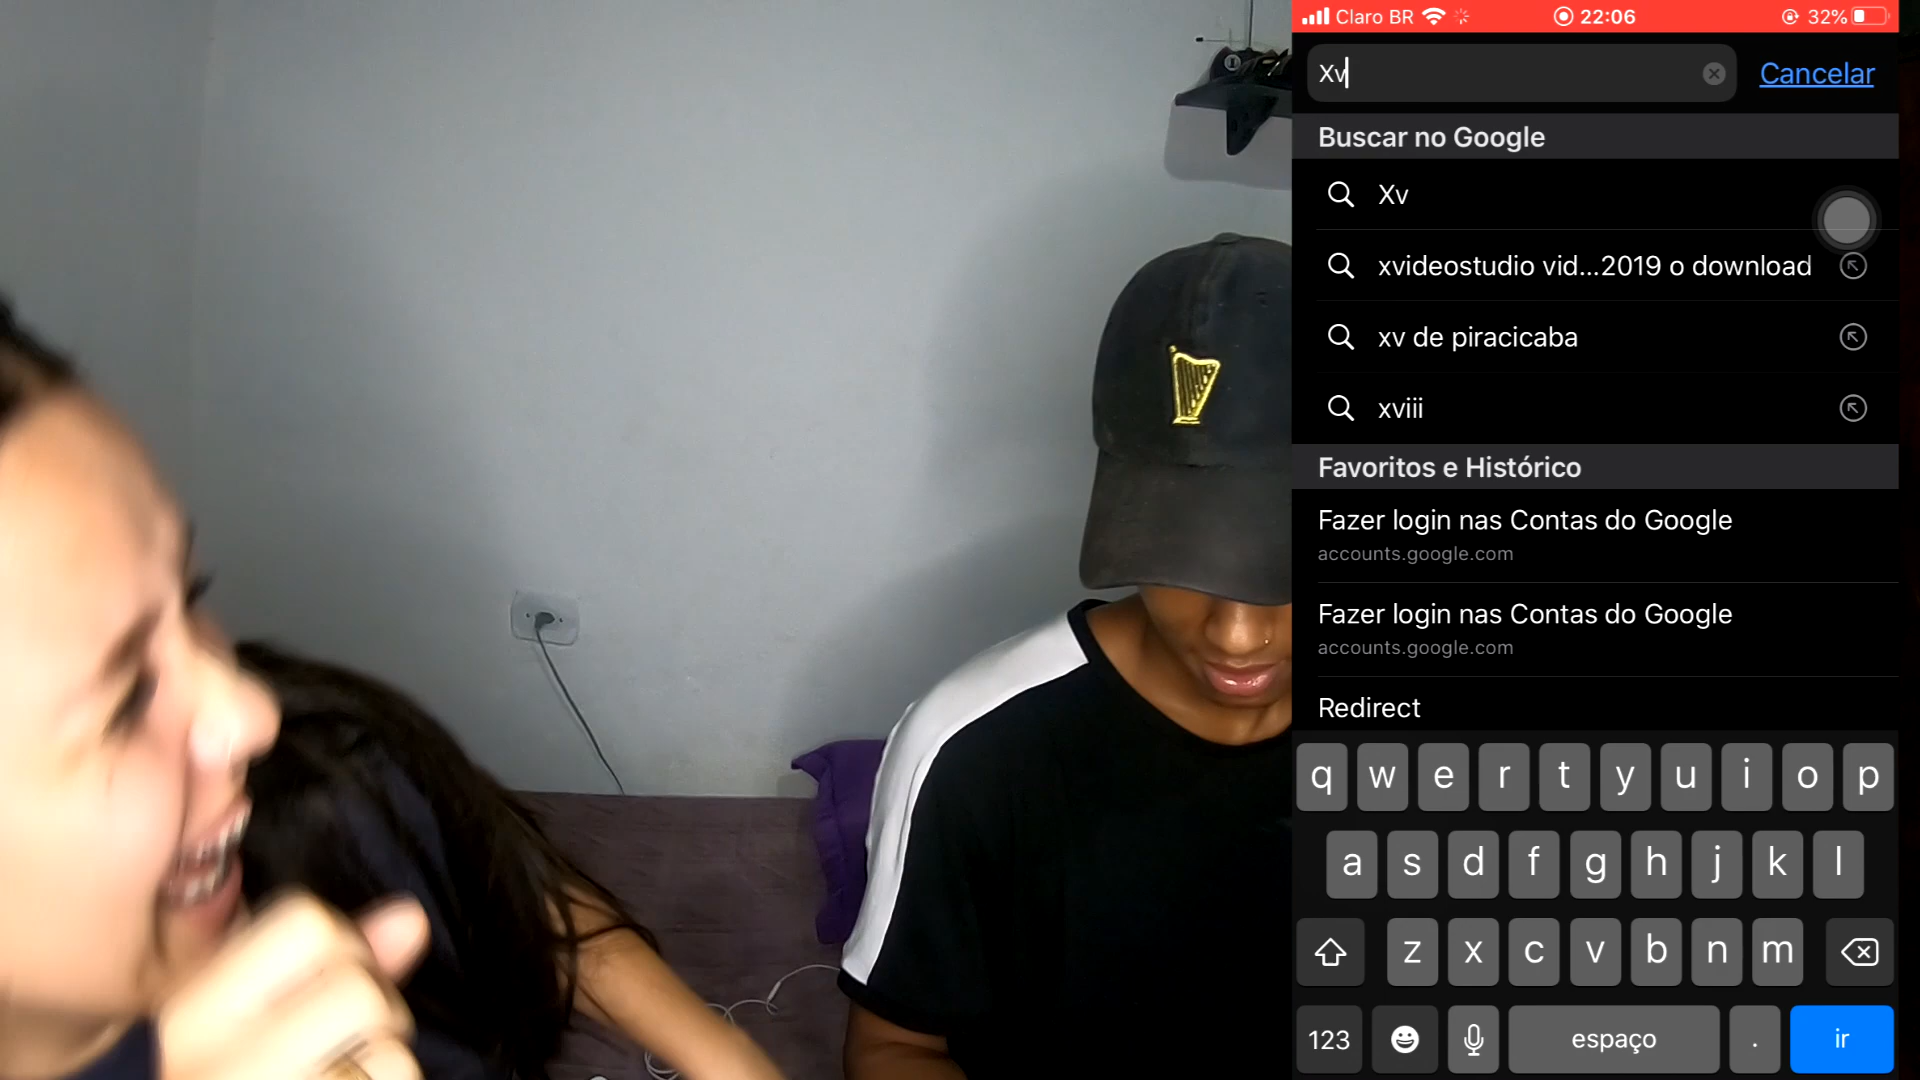 Claro BR 22:06 32%
Xv Cancelar
Buscar no Google
Xv
xvideostudio vid...2019 o download
xv de piracicaba
xviii
Favoritos e Histórico
Fazer login nas Contas do Google
accounts.google.com
Fazer login nas Contas do Google
accounts.google.com
Redirect
q w e r t y u i o p
a s d f g h j k l
z x c v b n m
123 espaço . ir